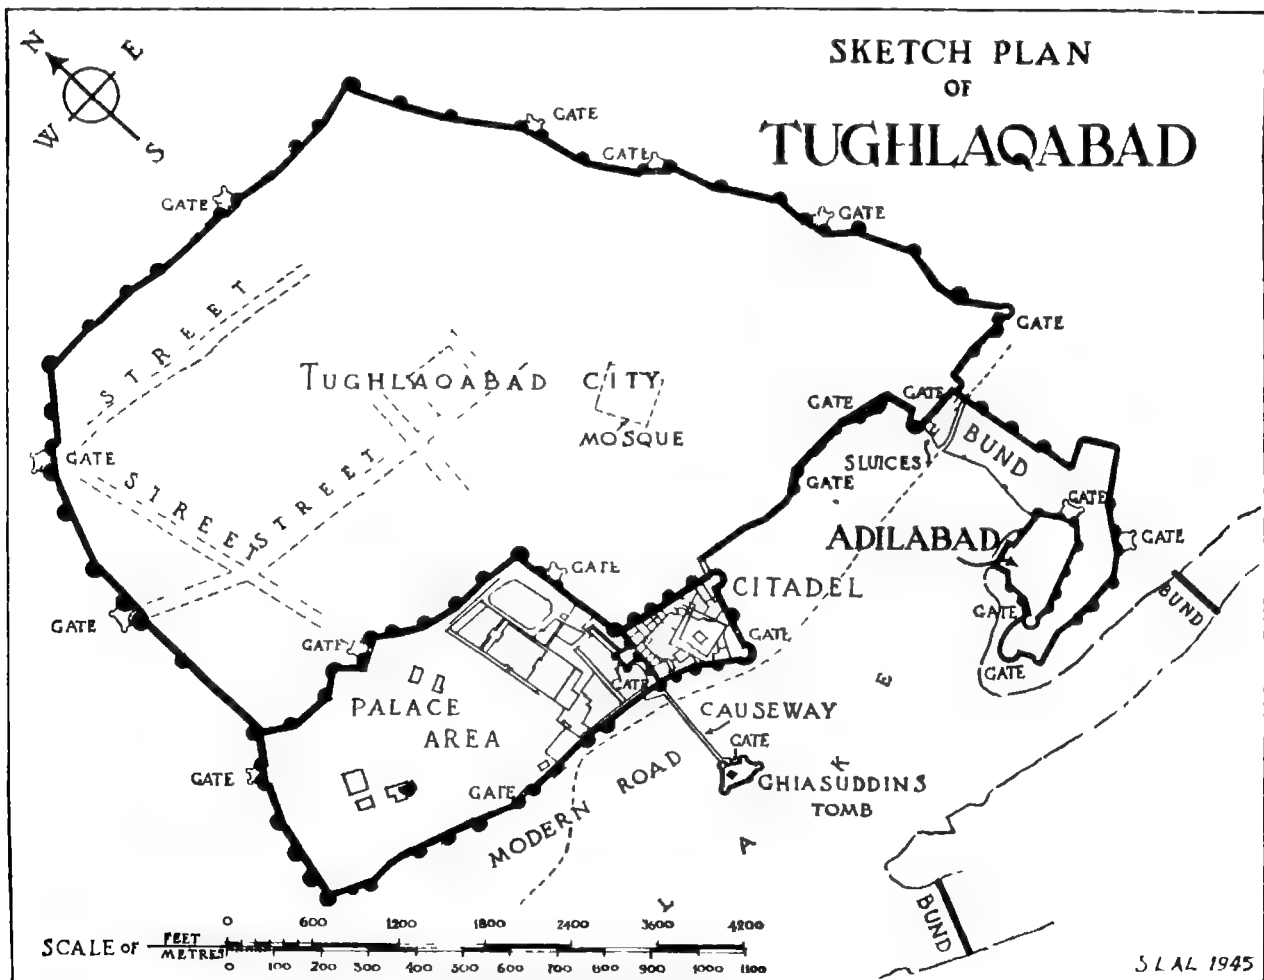 SKETCH PLAN
OF
TUGHLAQABAD
N
E
W
S
GATE
GATE
GATE
GATE
GATE
STREET
TUGHLAQABAD CITY
MOSQUE
GATE
GATE
GATE
SLUICES
BUND
GATE
STREET
STREET
GATE
GATE
ADILABAD
GATE
GATE
CITADEL
BUND
GATE
GATE
GATE
GATE
GATE
GATE
PALACE
AREA
CAUSEWAY
GATE
GHIASUDDINS
TOMB
GATE
GATE
MODERN ROAD
LAKE
BUND
0 600 1200 1800 2400 3600 4200
SCALE OF FEET
METRES
0 100 200 300 400 500 600 700 800 900 1000 1100
S LAL 1945